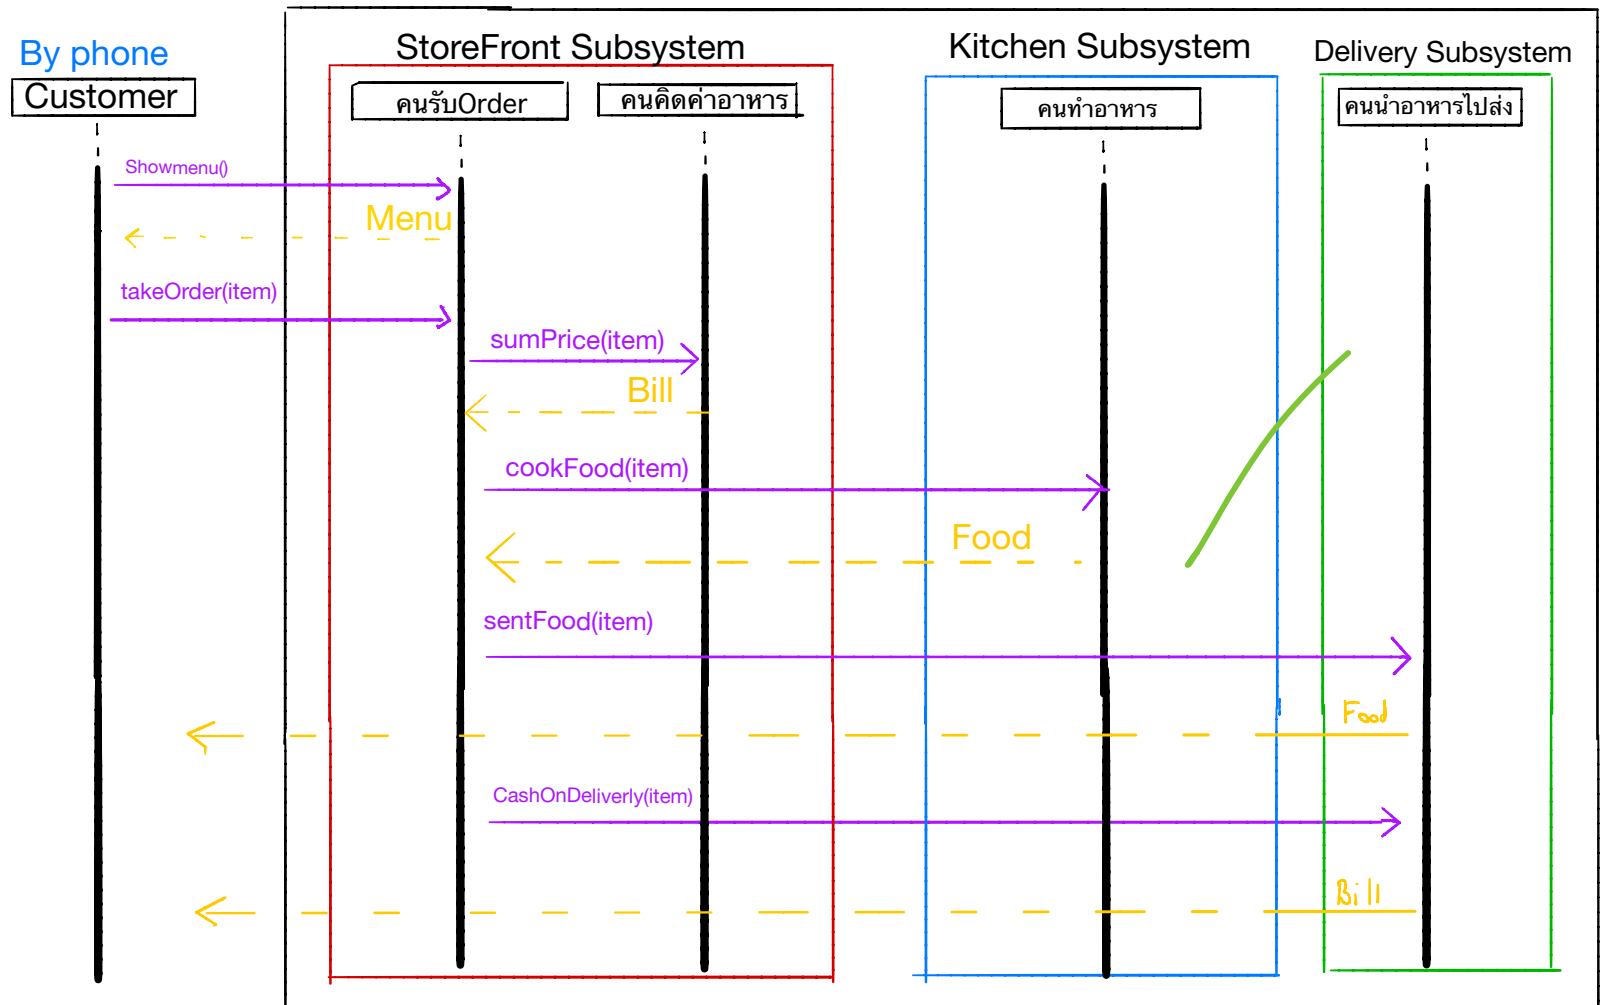 By phone
Customer
StoreFront Subsystem
คนรับOrder
คนคิดค่าอาหาร
Kitchen Subsystem
คนทำอาหาร
Delivery Subsystem
คนนำอาหารไปส่ง
Showmenu()
Menu
takeOrder(item)
sumPrice(item)
Bill
cookFood(item)
Food
sentFood(item)
Food
CashOnDeliverly(item)
Bill